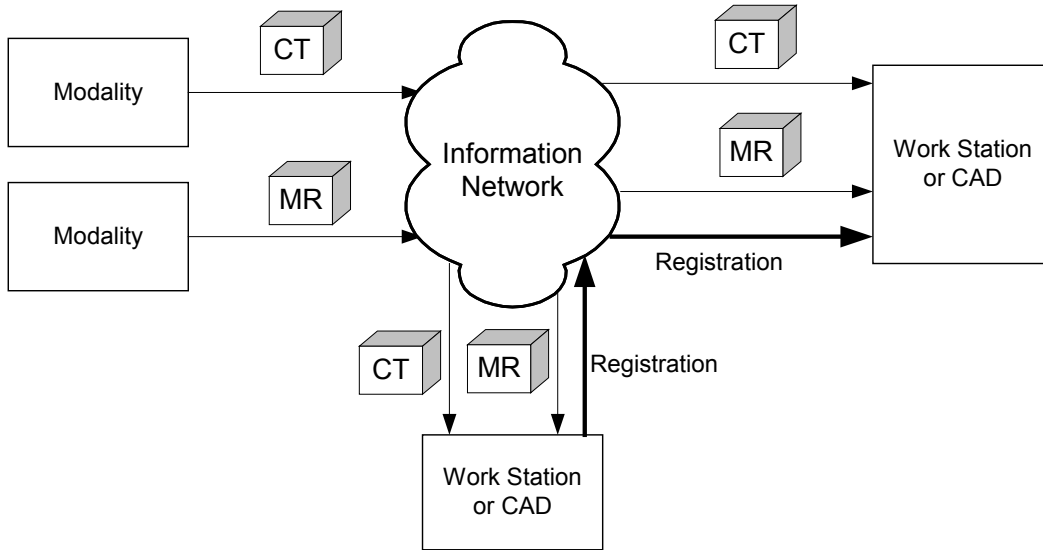 CT
CT
Modality
MR
Work Station
or CAD
Information
Network
MR
Modality
Registration
CT
MR
Registration
Work Station
or CAD